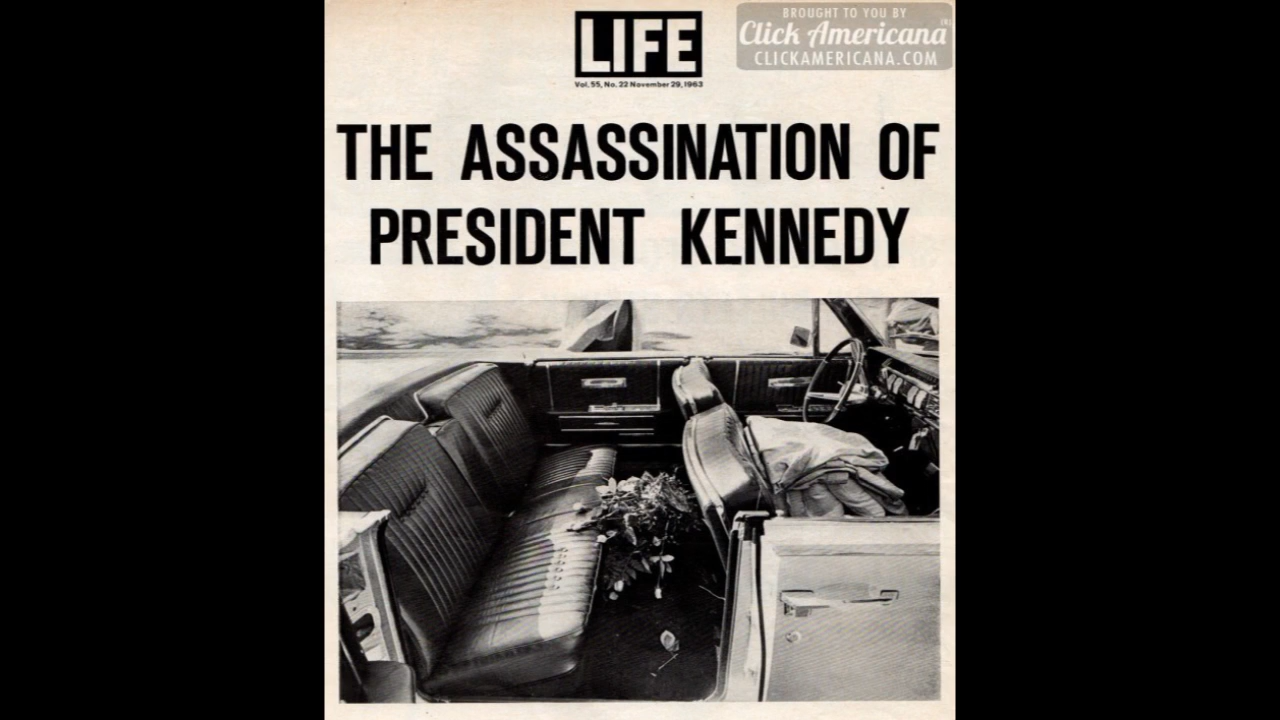 LIFE
Vol. 55, No. 22 November 29, 1963
BROUGHT TO YOU BY
Click Americana (R)
CLICKAMERICANA.COM
THE ASSASSINATION OF
PRESIDENT KENNEDY